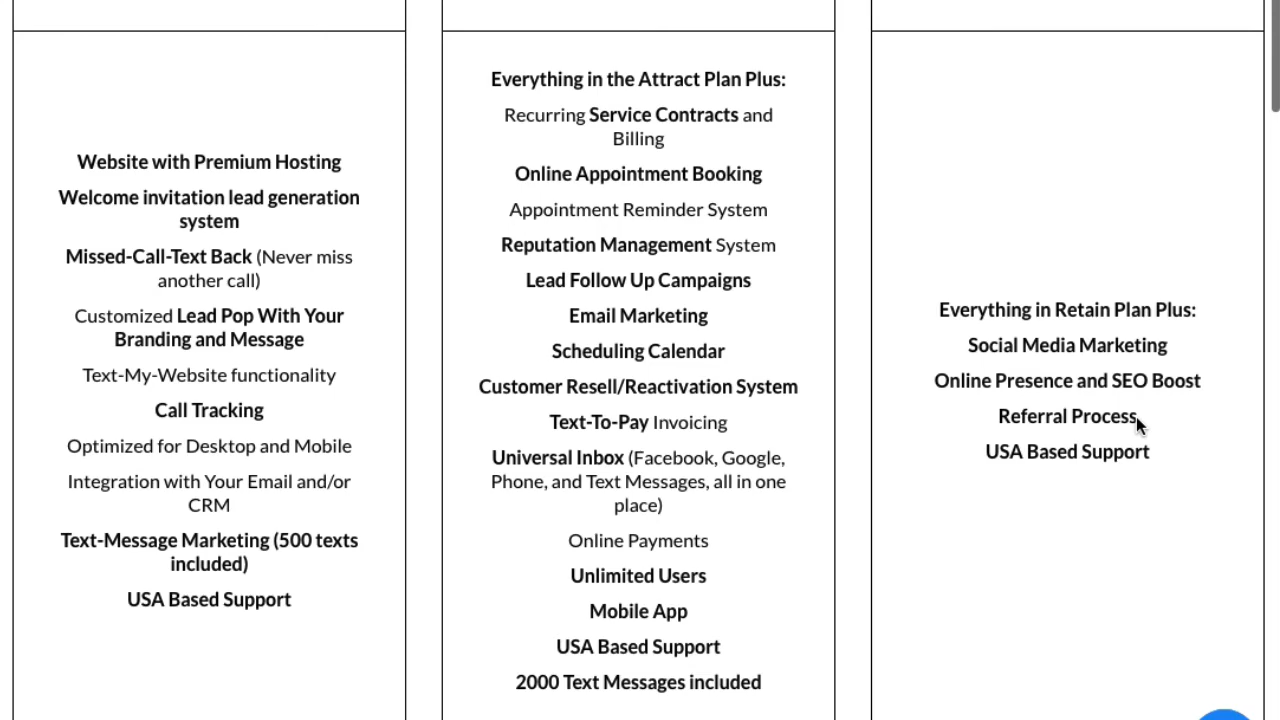 Website with Premium Hosting
Welcome invitation lead generation
system
Missed-Call-Text Back (Never miss
another call)
Customized Lead Pop With Your
Branding and Message
Text-My-Website functionality
Call Tracking
Optimized for Desktop and Mobile
Integration with Your Email and/or
CRM
Text-Message Marketing (500 texts
included)
USA Based Support
Everything in the Attract Plan Plus:
Recurring Service Contracts and
Billing
Online Appointment Booking
Appointment Reminder System
Reputation Management System
Lead Follow Up Campaigns
Email Marketing
Scheduling Calendar
Customer Resell/Reactivation System
Text-To-Pay Invoicing
Universal Inbox (Facebook, Google,
Phone, and Text Messages, all in one
place)
Online Payments
Unlimited Users
Mobile App
USA Based Support
2000 Text Messages included
Everything in Retain Plan Plus:
Social Media Marketing
Online Presence and SEO Boost
Referral Process
USA Based Support